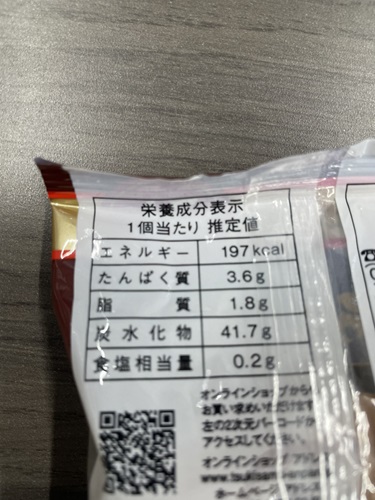 栄養成分表示
1個当たり 推定値
エネルギー 197kcal
たんぱく質 3.6g
脂質 1.8g
炭水化物 41.7g
食塩相当量 0.2g
オンラインショップから
お買い求めいただけます
左の2次元バーコードか
アクセスしてください。
オンラインショップ アドレ
ホームページ